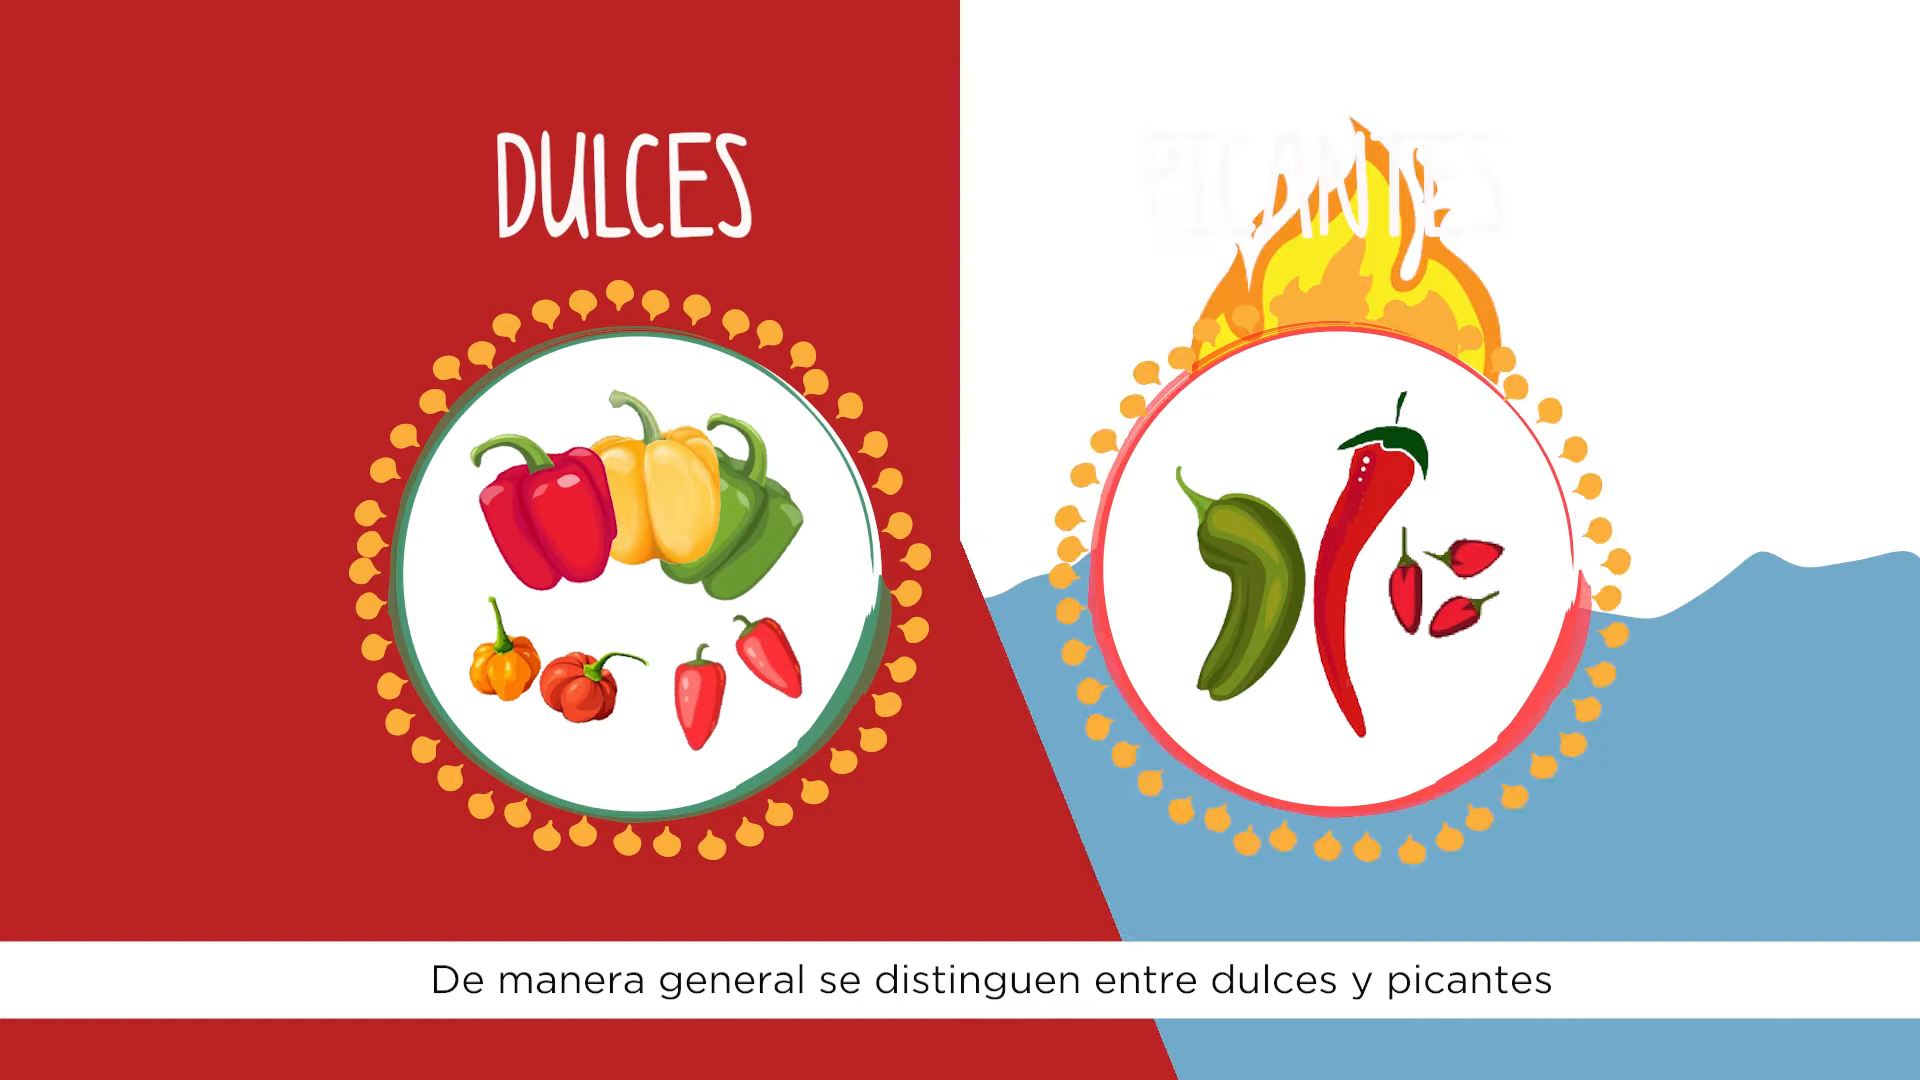 DULCES
PICANTES
De manera general se distinguen entre dulces y picantes